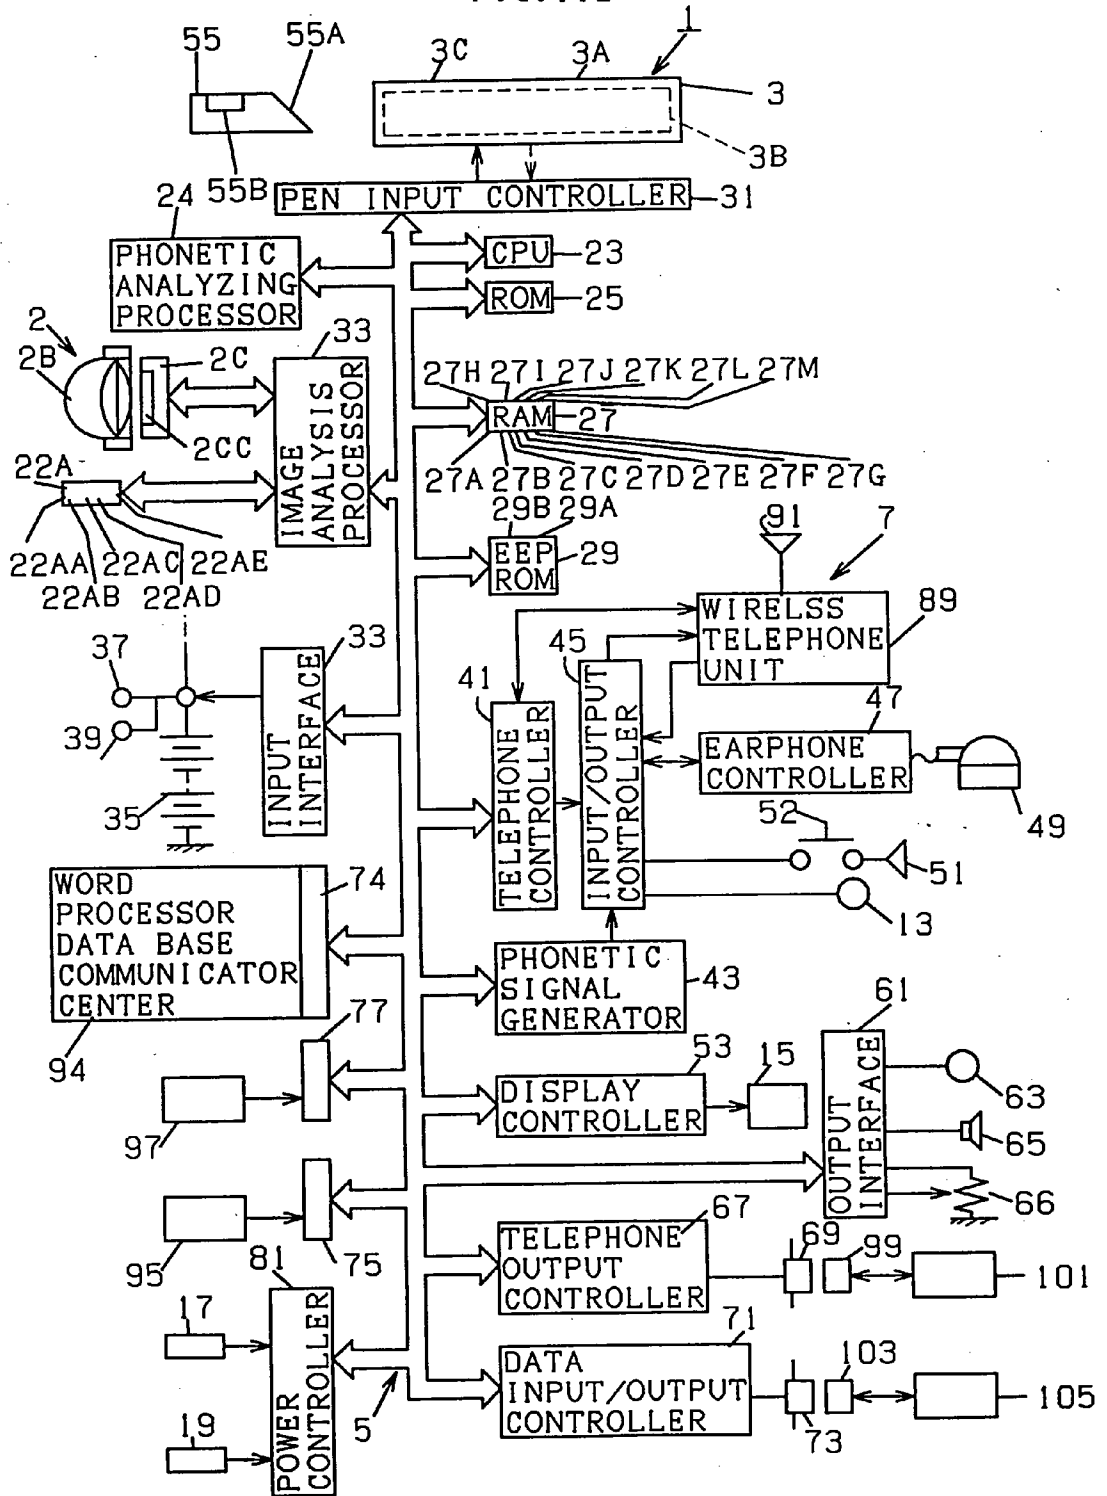 1
55
55A
3C
3A
3
3B
55B
24
PEN INPUT CONTROLLER
31
PHONETIC
ANALYZING
PROCESSOR
CPU
23
ROM
25
2
2B
2C
33
2CC
IMAGE
ANALYSIS
PROCESSOR
27H 27I 27J 27K 27L 27M
RAM
27
27A 27B 27C 27D 27E 27F 27G
22A
22AA 22AC 22AE
22AB 22AD
29B 29A
EEP
ROM
29
91
7
WIRELSS
TELEPHONE
UNIT
89
37
39
35
33
INPUT
INTERFACE
41
TELEPHONE
CONTROLLER
45
INPUT/OUTPUT
CONTROLLER
47
EARPHONE
CONTROLLER
49
52
51
13
WORD
PROCESSOR
DATA BASE
COMMUNICATOR
CENTER
74
94
PHONETIC
SIGNAL
GENERATOR
43
77
97
53
DISPLAY
CONTROLLER
15
61
OUTPUT
INTERFACE
63
65
66
95
75
67
TELEPHONE
OUTPUT
CONTROLLER
69
99
101
81
17
19
POWER
CONTROLLER
5
71
DATA
INPUT/OUTPUT
CONTROLLER
73
103
105